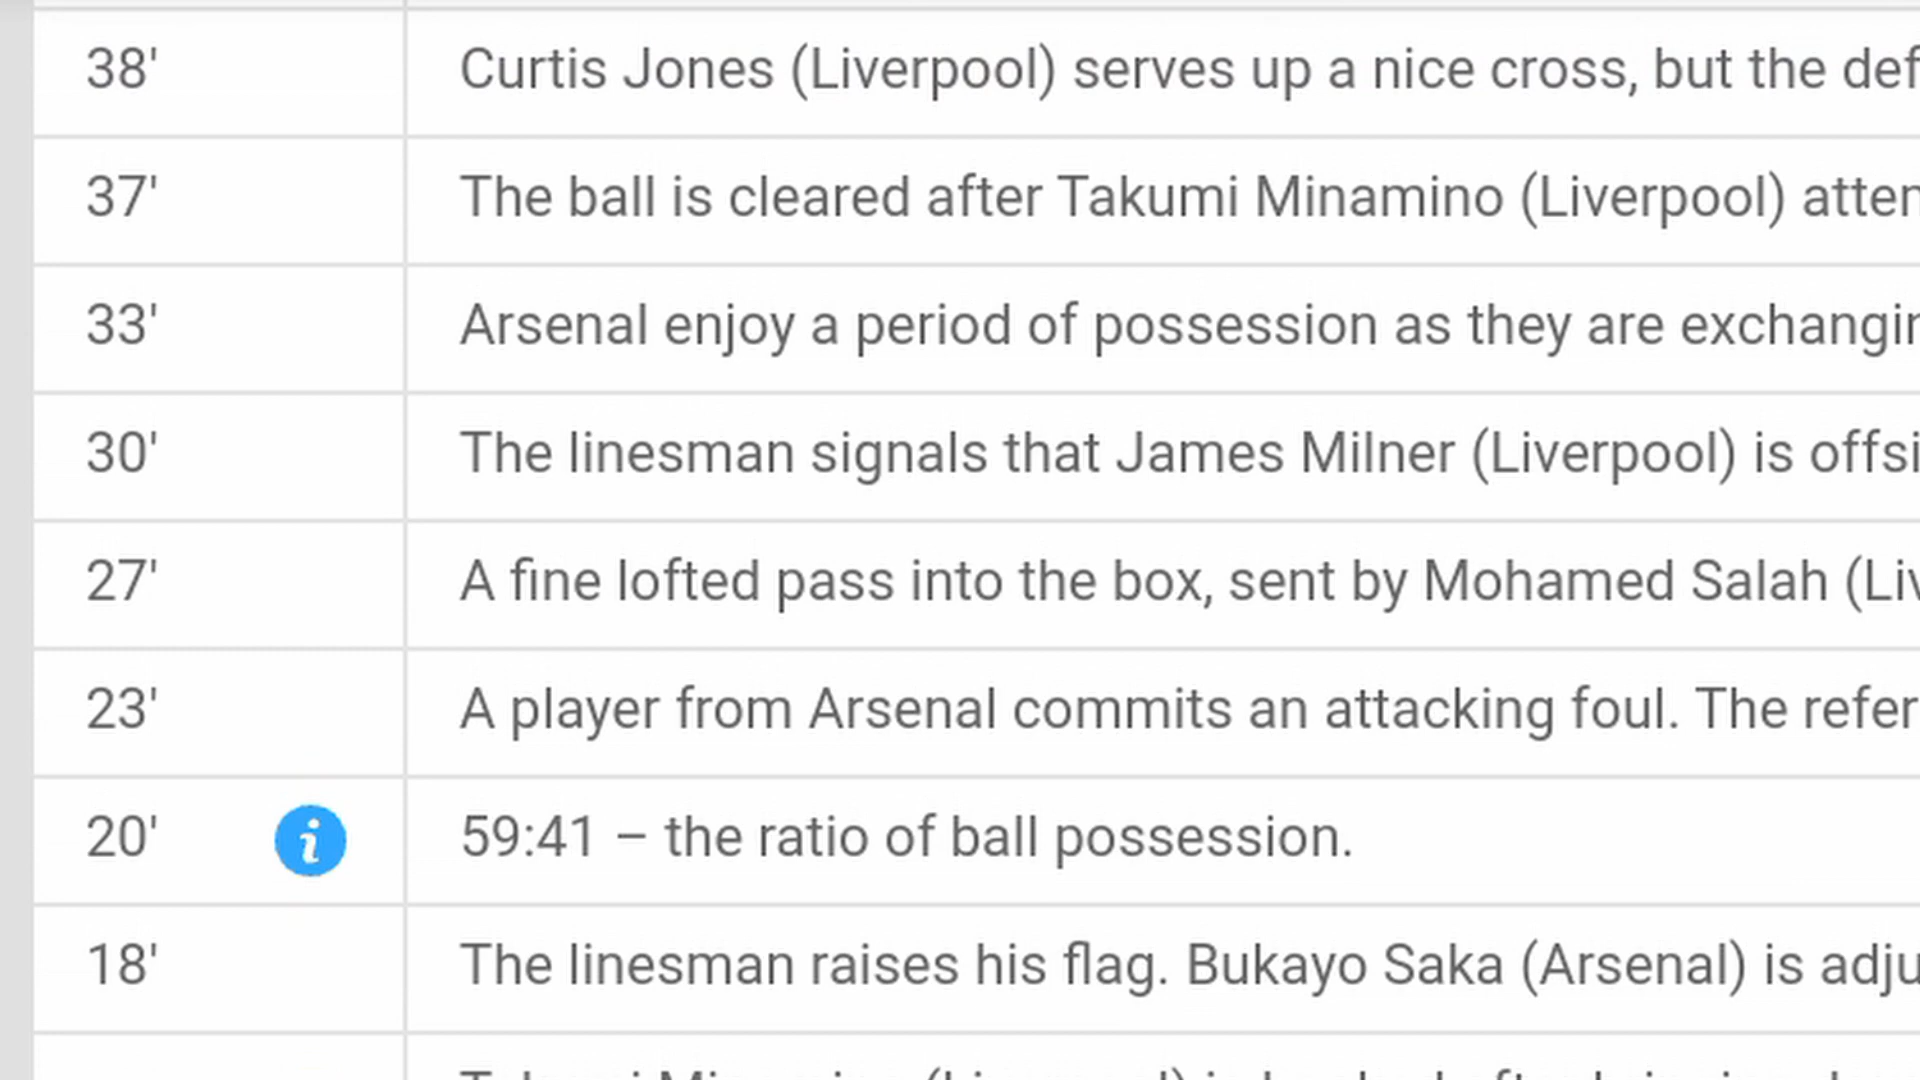 38' Curtis Jones (Liverpool) serves up a nice cross, but the def
37' The ball is cleared after Takumi Minamino (Liverpool) atten
33' Arsenal enjoy a period of possession as they are exchangin
30' The linesman signals that James Milner (Liverpool) is offsi
27' A fine lofted pass into the box, sent by Mohamed Salah (Liv
23' A player from Arsenal commits an attacking foul. The refer
20' i 59:41 – the ratio of ball possession.
18' The linesman raises his flag. Bukayo Saka (Arsenal) is adju